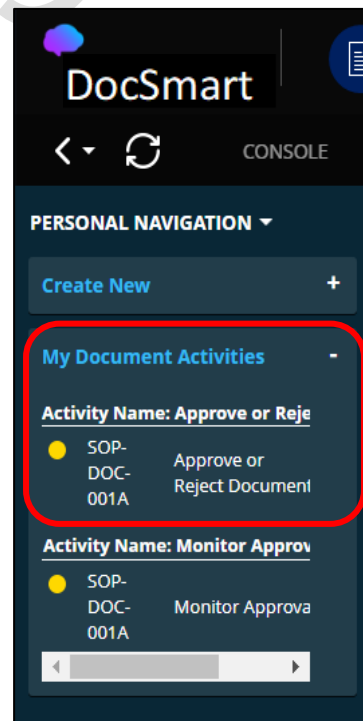 DocSmart
CONSOLE
PERSONAL NAVIGATION
Create New +
My Document Activities -
Activity Name: Approve or Reje
SOP-
DOC-
001A
Approve or
Reject Document
Activity Name: Monitor Approv
SOP-
DOC-
001A
Monitor Approva